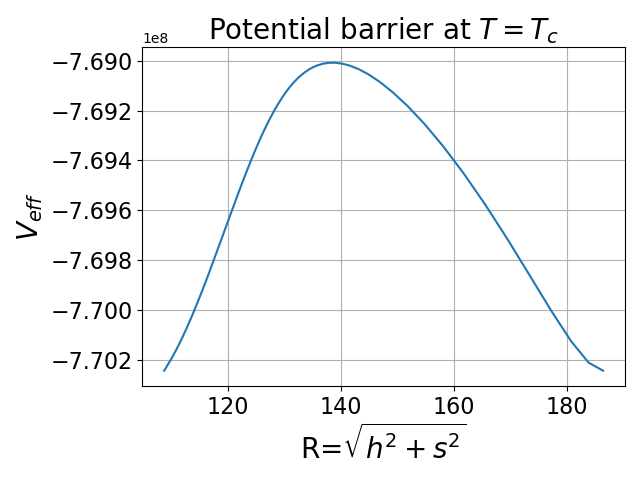 Potential barrier at T = T_c
1e8
−7.690
−7.692
−7.694
−7.696
−7.698
−7.700
−7.702
V_eff
120 140 160 180
R=√h² + s²